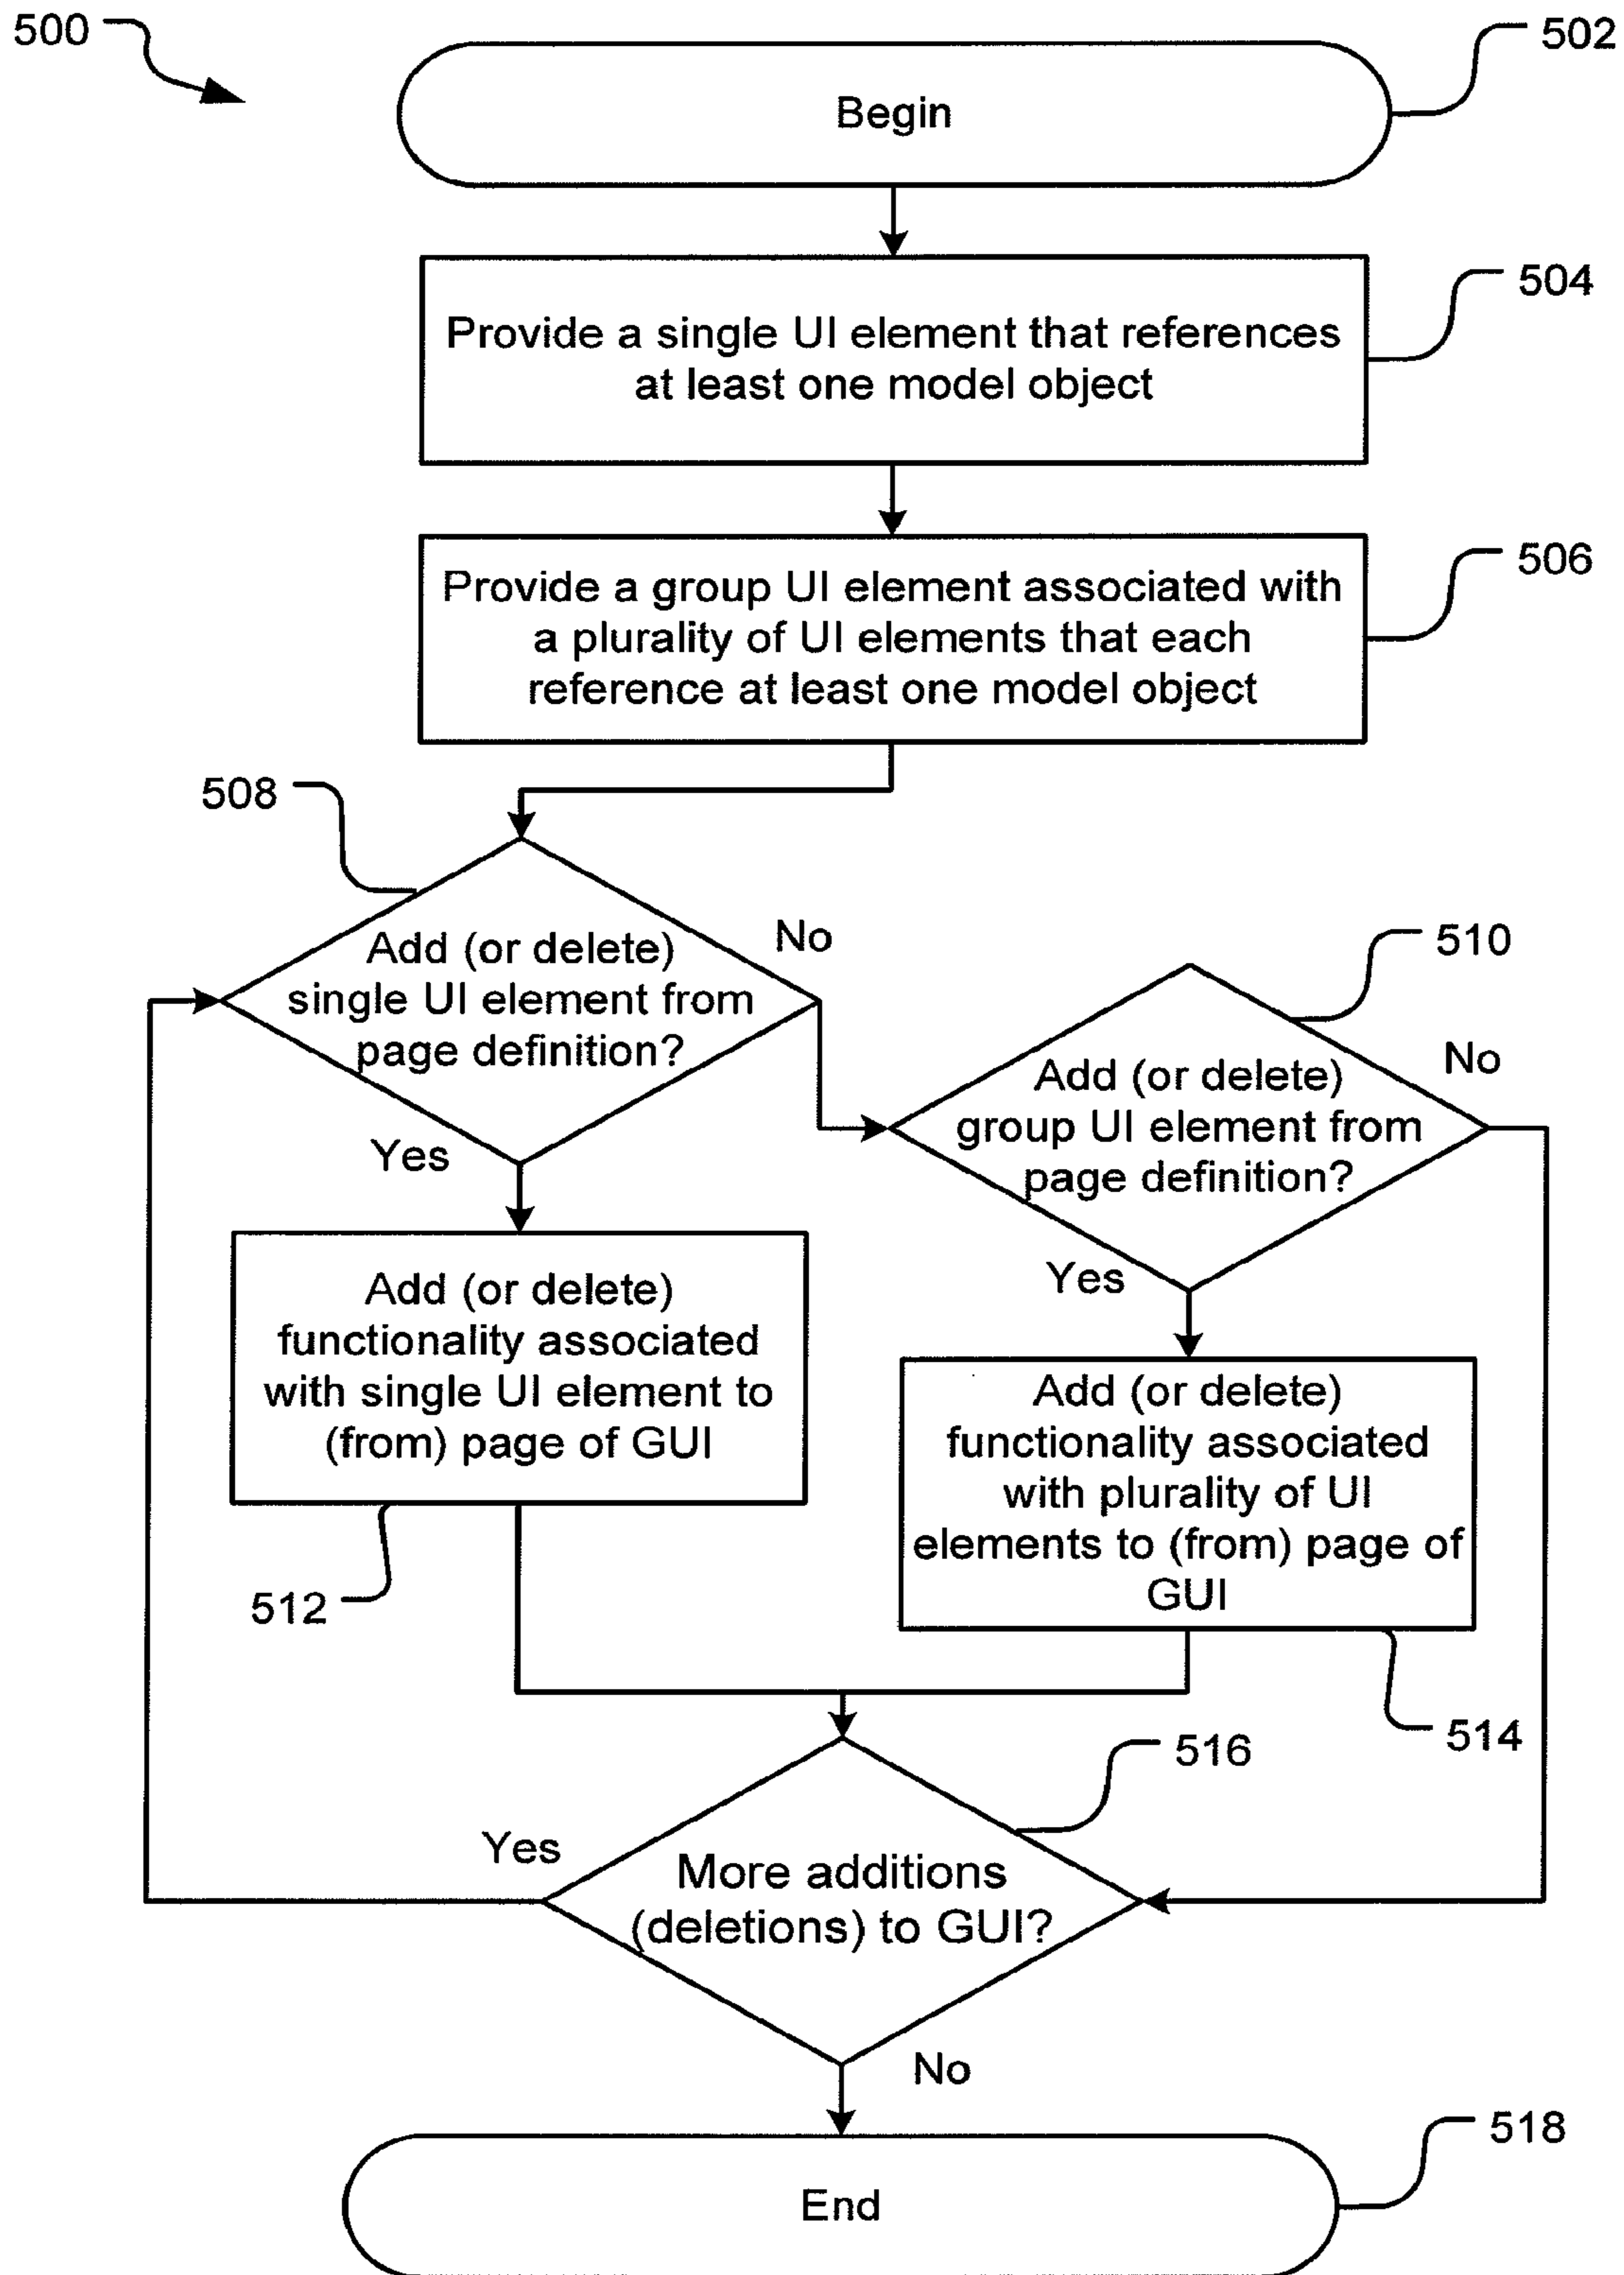 500
502
Begin
504
Provide a single UI element that references
at least one model object
506
Provide a group UI element associated with
a plurality of UI elements that each
reference at least one model object
508
Add (or delete)
single UI element from
page definition?
No
510
Add (or delete)
group UI element from
page definition?
No
Yes
Yes
Add (or delete)
functionality associated
with single UI element to
(from) page of GUI
512
Add (or delete)
functionality associated
with plurality of UI
elements to (from) page of
GUI
514
516
Yes
More additions
(deletions) to GUI?
No
518
End